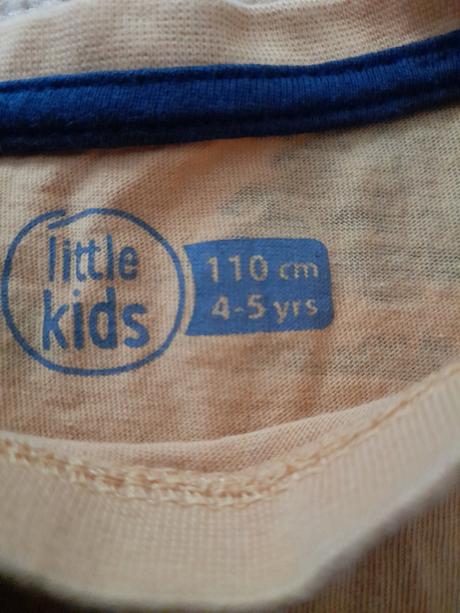 little
kids
110 cm
4-5 yrs